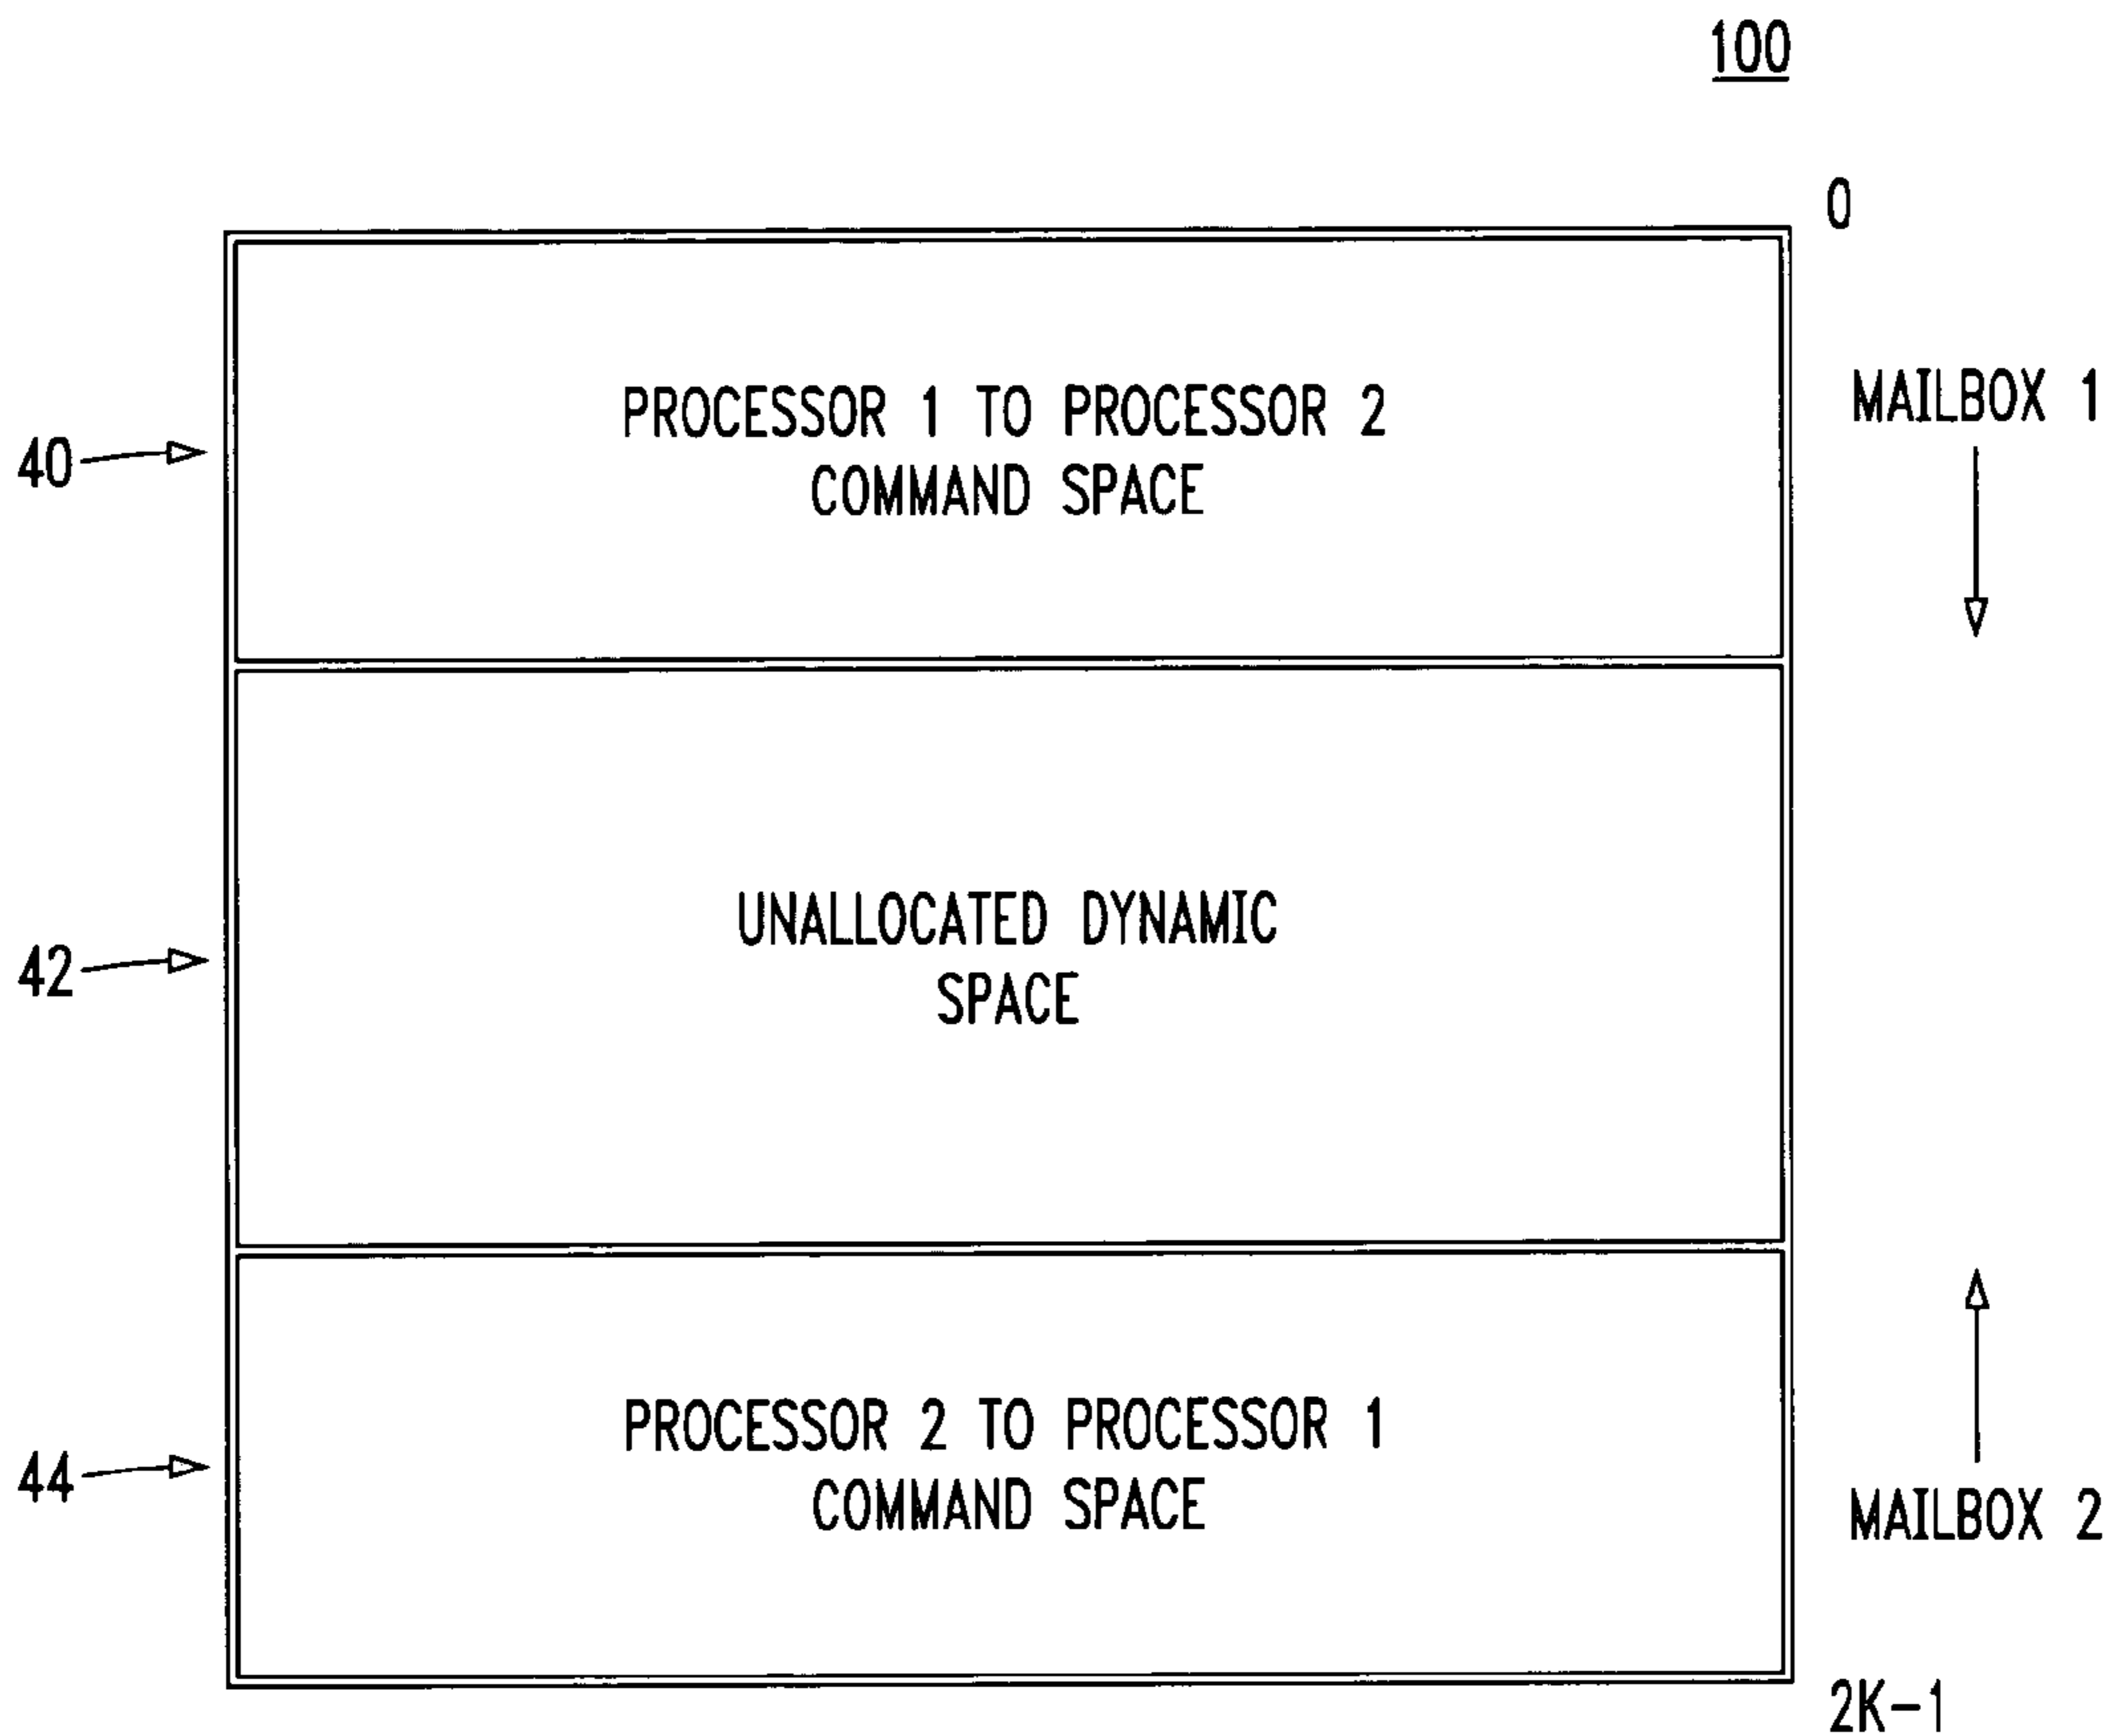 100
0
PROCESSOR 1 TO PROCESSOR 2
COMMAND SPACE
MAILBOX 1
40
UNALLOCATED DYNAMIC
SPACE
42
PROCESSOR 2 TO PROCESSOR 1
COMMAND SPACE
44
MAILBOX 2
2K-1